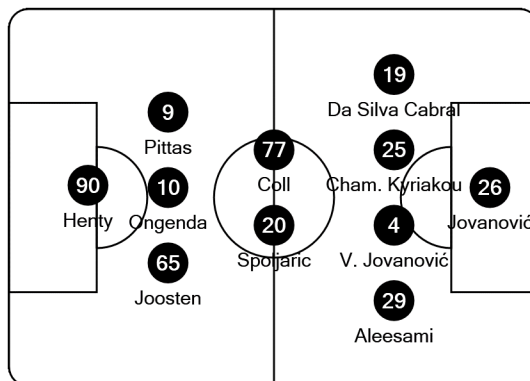 19
Da Silva Cabral
9
Pittas
77
Coll
25
Cham. Kyriakou
90
Henty
10
Ongenda
26
Jovanović
20
Spoljaric
4
V. Jovanović
65
Joosten
29
Aleesami